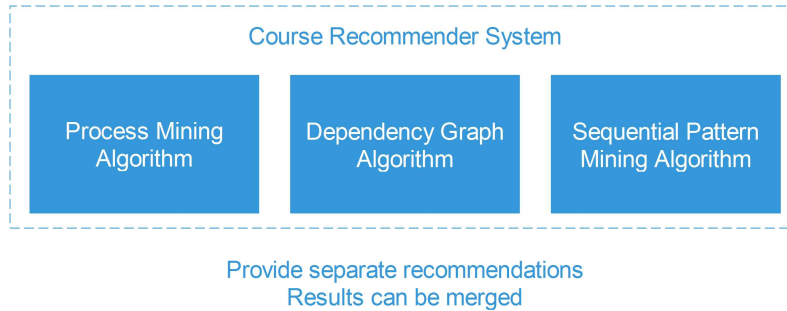 Course Recommender System
Process Mining
Algorithm
Dependency Graph
Algorithm
Sequential Pattern
Mining Algorithm
Provide separate recommendations
Results can be merged